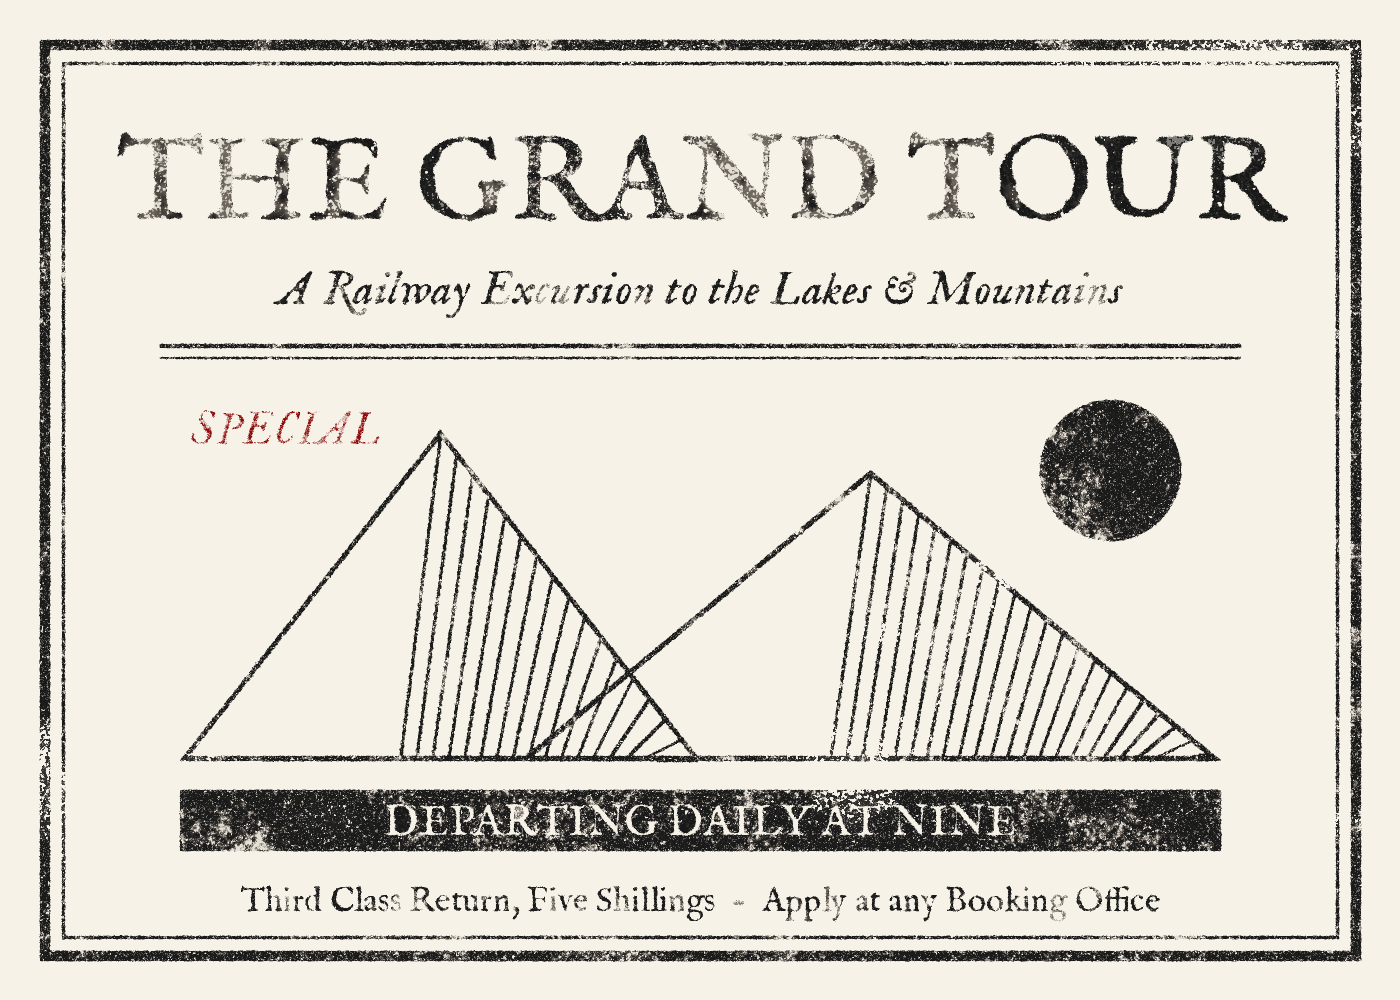 THE GRAND TOUR
A Railway Excursion to the Lakes & Mountains
SPECIAL
DEPARTING DAILY AT NINE
Third Class Return, Five Shillings - Apply at any Booking Office